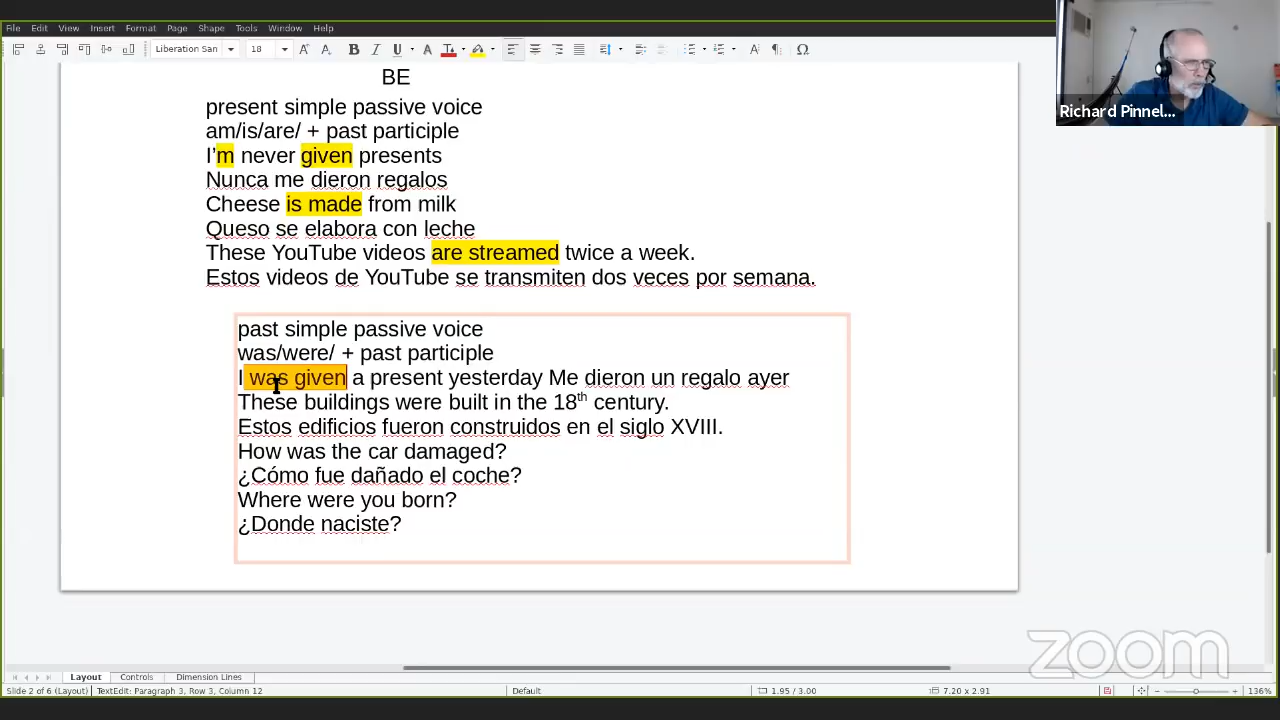 File Edit View Insert Format Page Shape Tools Window Help
Liberation San 18
BE
present simple passive voice
am/is/are/ + past participle
I'm never given presents
Nunca me dieron regalos
Cheese is made from milk
Queso se elabora con leche
These YouTube videos are streamed twice a week.
Estos videos de YouTube se transmiten dos veces por semana.
past simple passive voice
was/were/ + past participle
I was given a present yesterday Me dieron un regalo ayer
These buildings were built in the 18th century.
Estos edificios fueron construidos en el siglo XVIII.
How was the car damaged?
¿Cómo fue dañado el coche?
Where were you born?
¿Donde naciste?
Richard Pinnel...
zoom
Layout Controls Dimension Lines
Slide 2 of 6 (Layout) TextEdit: Paragraph 3, Row 3, Column 12 Default 1.95 / 3.00 7.20 x 2.91 136%